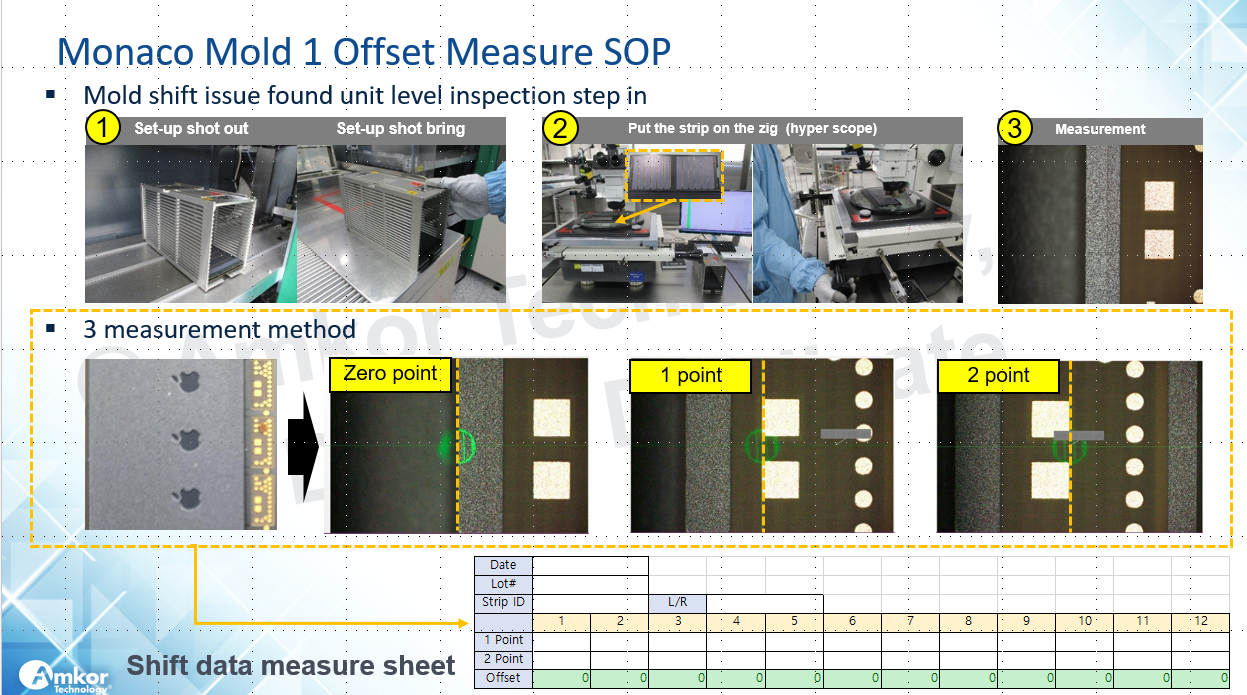 Monaco Mold 1 Offset Measure SOP
▪ Mold shift issue found unit level inspection step in
1 Set-up shot out Set-up shot bring
2 Put the strip on the zig (hyper scope)
3 Measurement
▪ 3 measurement method
Zero point
1 point
2 point
Date
Lot#
Strip ID L/R
1 2 3 4 5 6 7 8 9 10 11 12
1 Point
2 Point
Offset 0 0 0 0 0 0 0 0 0 0 0 0
Shift data measure sheet
Amkor
Technology®
© Amkor Techn